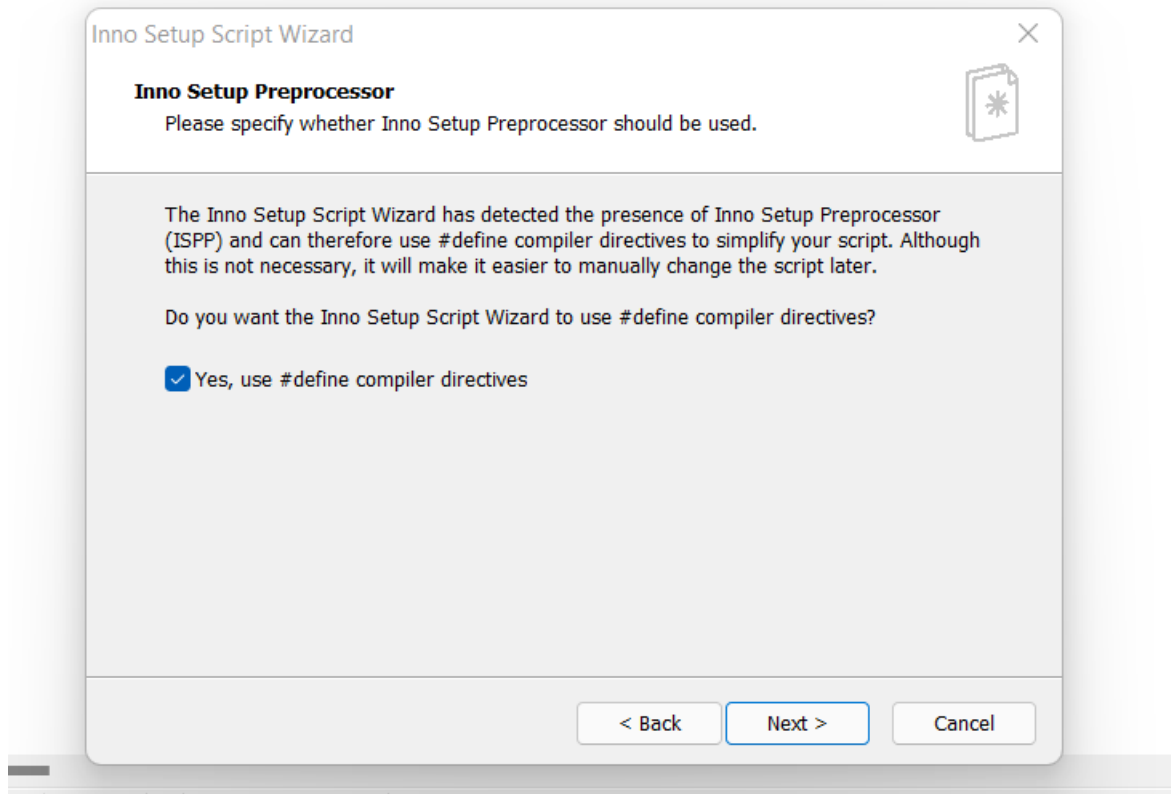 Inno Setup Script Wizard
Inno Setup Preprocessor
Please specify whether Inno Setup Preprocessor should be used.
The Inno Setup Script Wizard has detected the presence of Inno Setup Preprocessor
(ISPP) and can therefore use #define compiler directives to simplify your script. Although
this is not necessary, it will make it easier to manually change the script later.
Do you want the Inno Setup Script Wizard to use #define compiler directives?
Yes, use #define compiler directives
< Back Next > Cancel